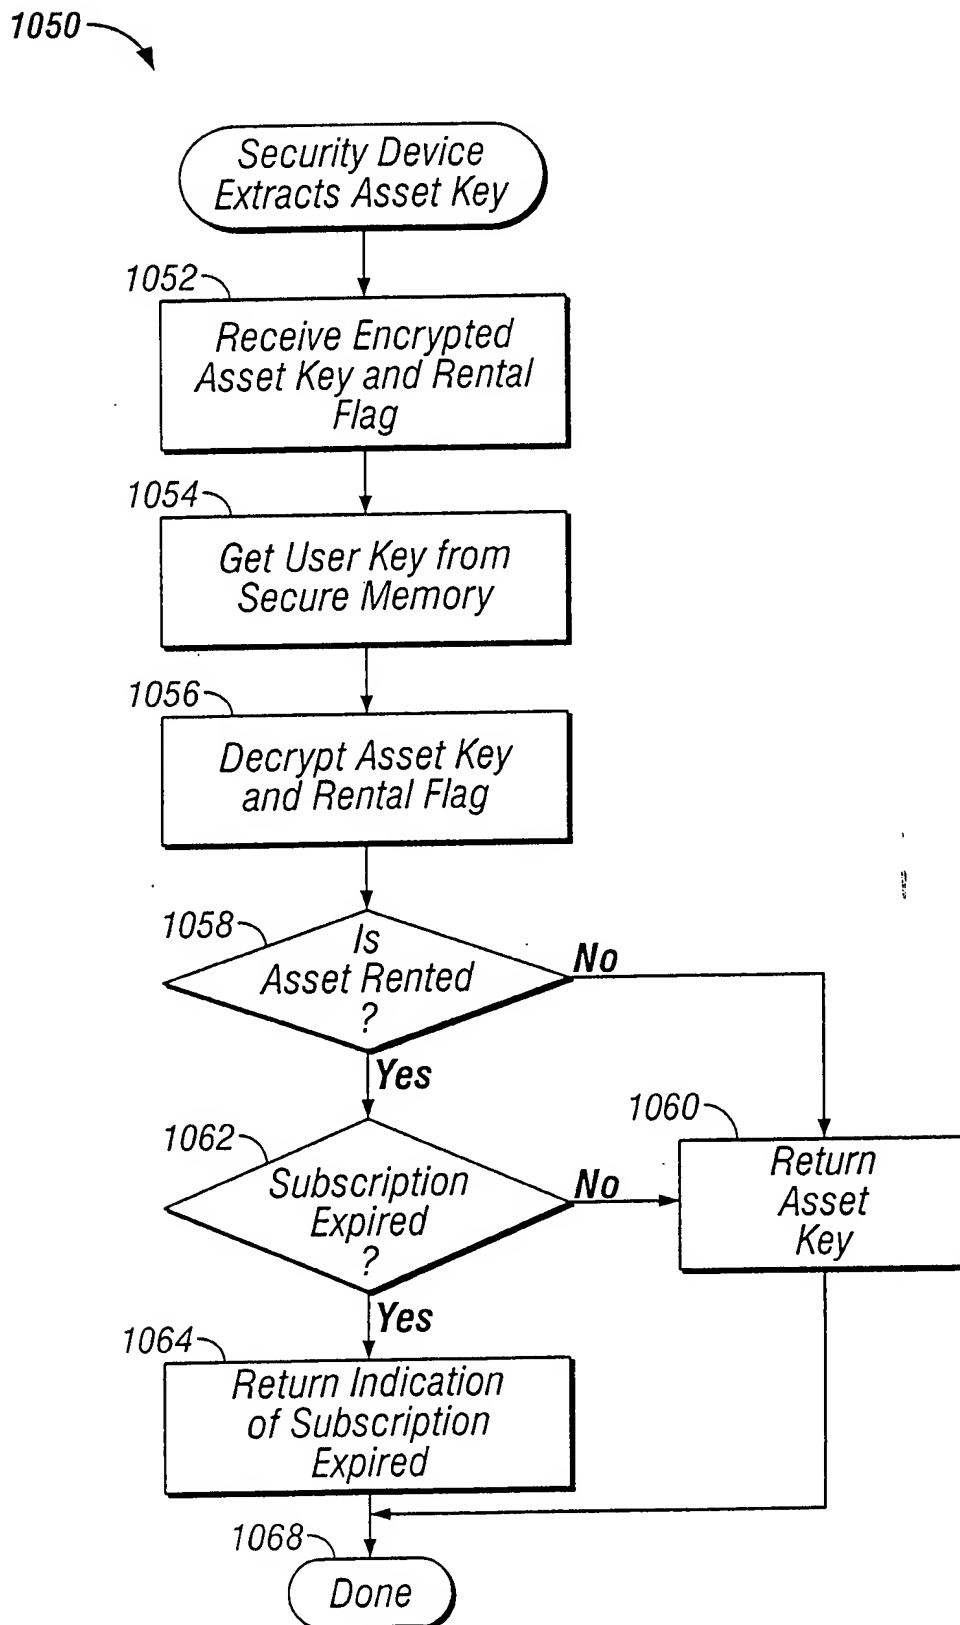 1050
Security Device
Extracts Asset Key
1052
Receive Encrypted
Asset Key and Rental
Flag
1054
Get User Key from
Secure Memory
1056
Decrypt Asset Key
and Rental Flag
1058
Is
Asset Rented
?
No
Yes
1060
Return
Asset
Key
1062
Subscription
Expired
?
No
Yes
1064
Return Indication
of Subscription
Expired
1068
Done